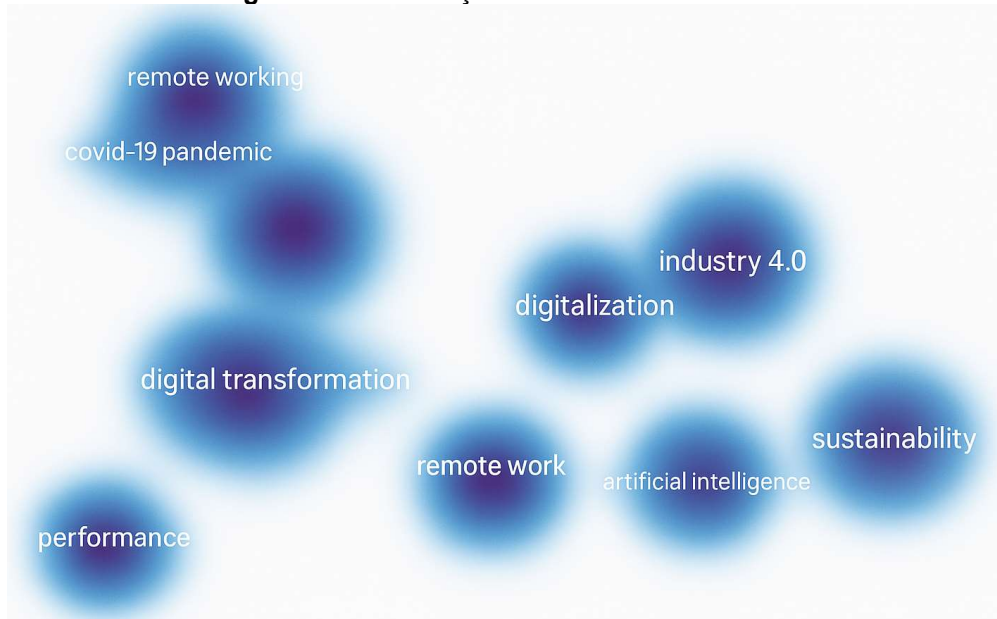 remote working
covid-19 pandemic
industry 4.0
digitalization
digital transformation
sustainability
remote work
artificial intelligence
performance